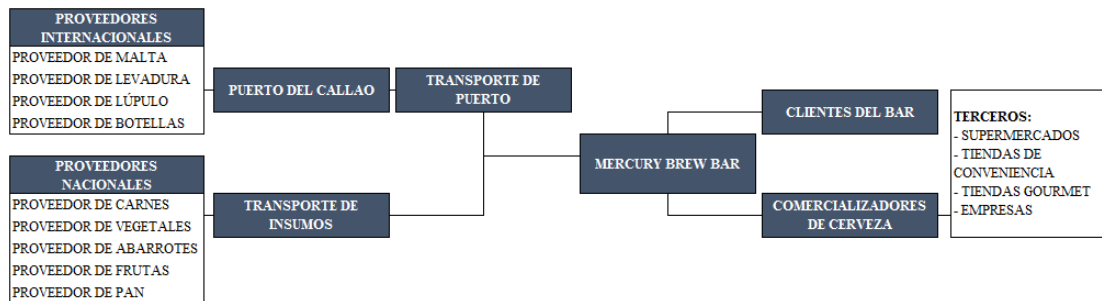 PROVEEDORES
INTERNACIONALES
PROVEEDOR DE MALTA
PROVEEDOR DE LEVADURA
PROVEEDOR DE LÚPULO
PROVEEDOR DE BOTELLAS
PUERTO DEL CALLAO
TRANSPORTE DE
PUERTO
PROVEEDORES
NACIONALES
PROVEEDOR DE CARNES
PROVEEDOR DE VEGETALES
PROVEEDOR DE ABARROTES
PROVEEDOR DE FRUTAS
PROVEEDOR DE PAN
TRANSPORTE DE
INSUMOS
MERCURY BREW BAR
CLIENTES DEL BAR
COMERCIALIZADORES
DE CERVEZA
TERCEROS:
- SUPERMERCADOS
- TIENDAS DE
CONVENIENCIA
- TIENDAS GOURMET
- EMPRESAS